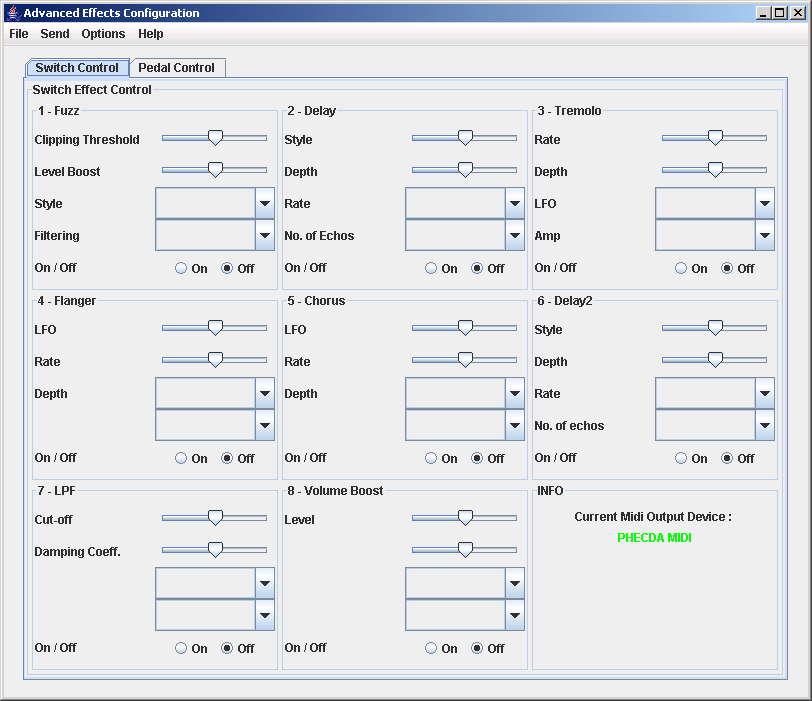 Advanced Effects Configuration
File Send Options Help
Switch Control Pedal Control
Switch Effect Control
1 - Fuzz
Clipping Threshold
Level Boost
Style
Filtering
On / Off On Off
2 - Delay
Style
Depth
Rate
No. of Echos
On / Off On Off
3 - Tremolo
Rate
Depth
LFO
Amp
On / Off On Off
4 - Flanger
LFO
Rate
Depth
On / Off On Off
5 - Chorus
LFO
Rate
Depth
On / Off On Off
6 - Delay2
Style
Depth
Rate
No. of echos
On / Off On Off
7 - LPF
Cut-off
Damping Coeff.
On / Off On Off
8 - Volume Boost
Level
On / Off On Off
INFO
Current Midi Output Device :
PHECDA MIDI